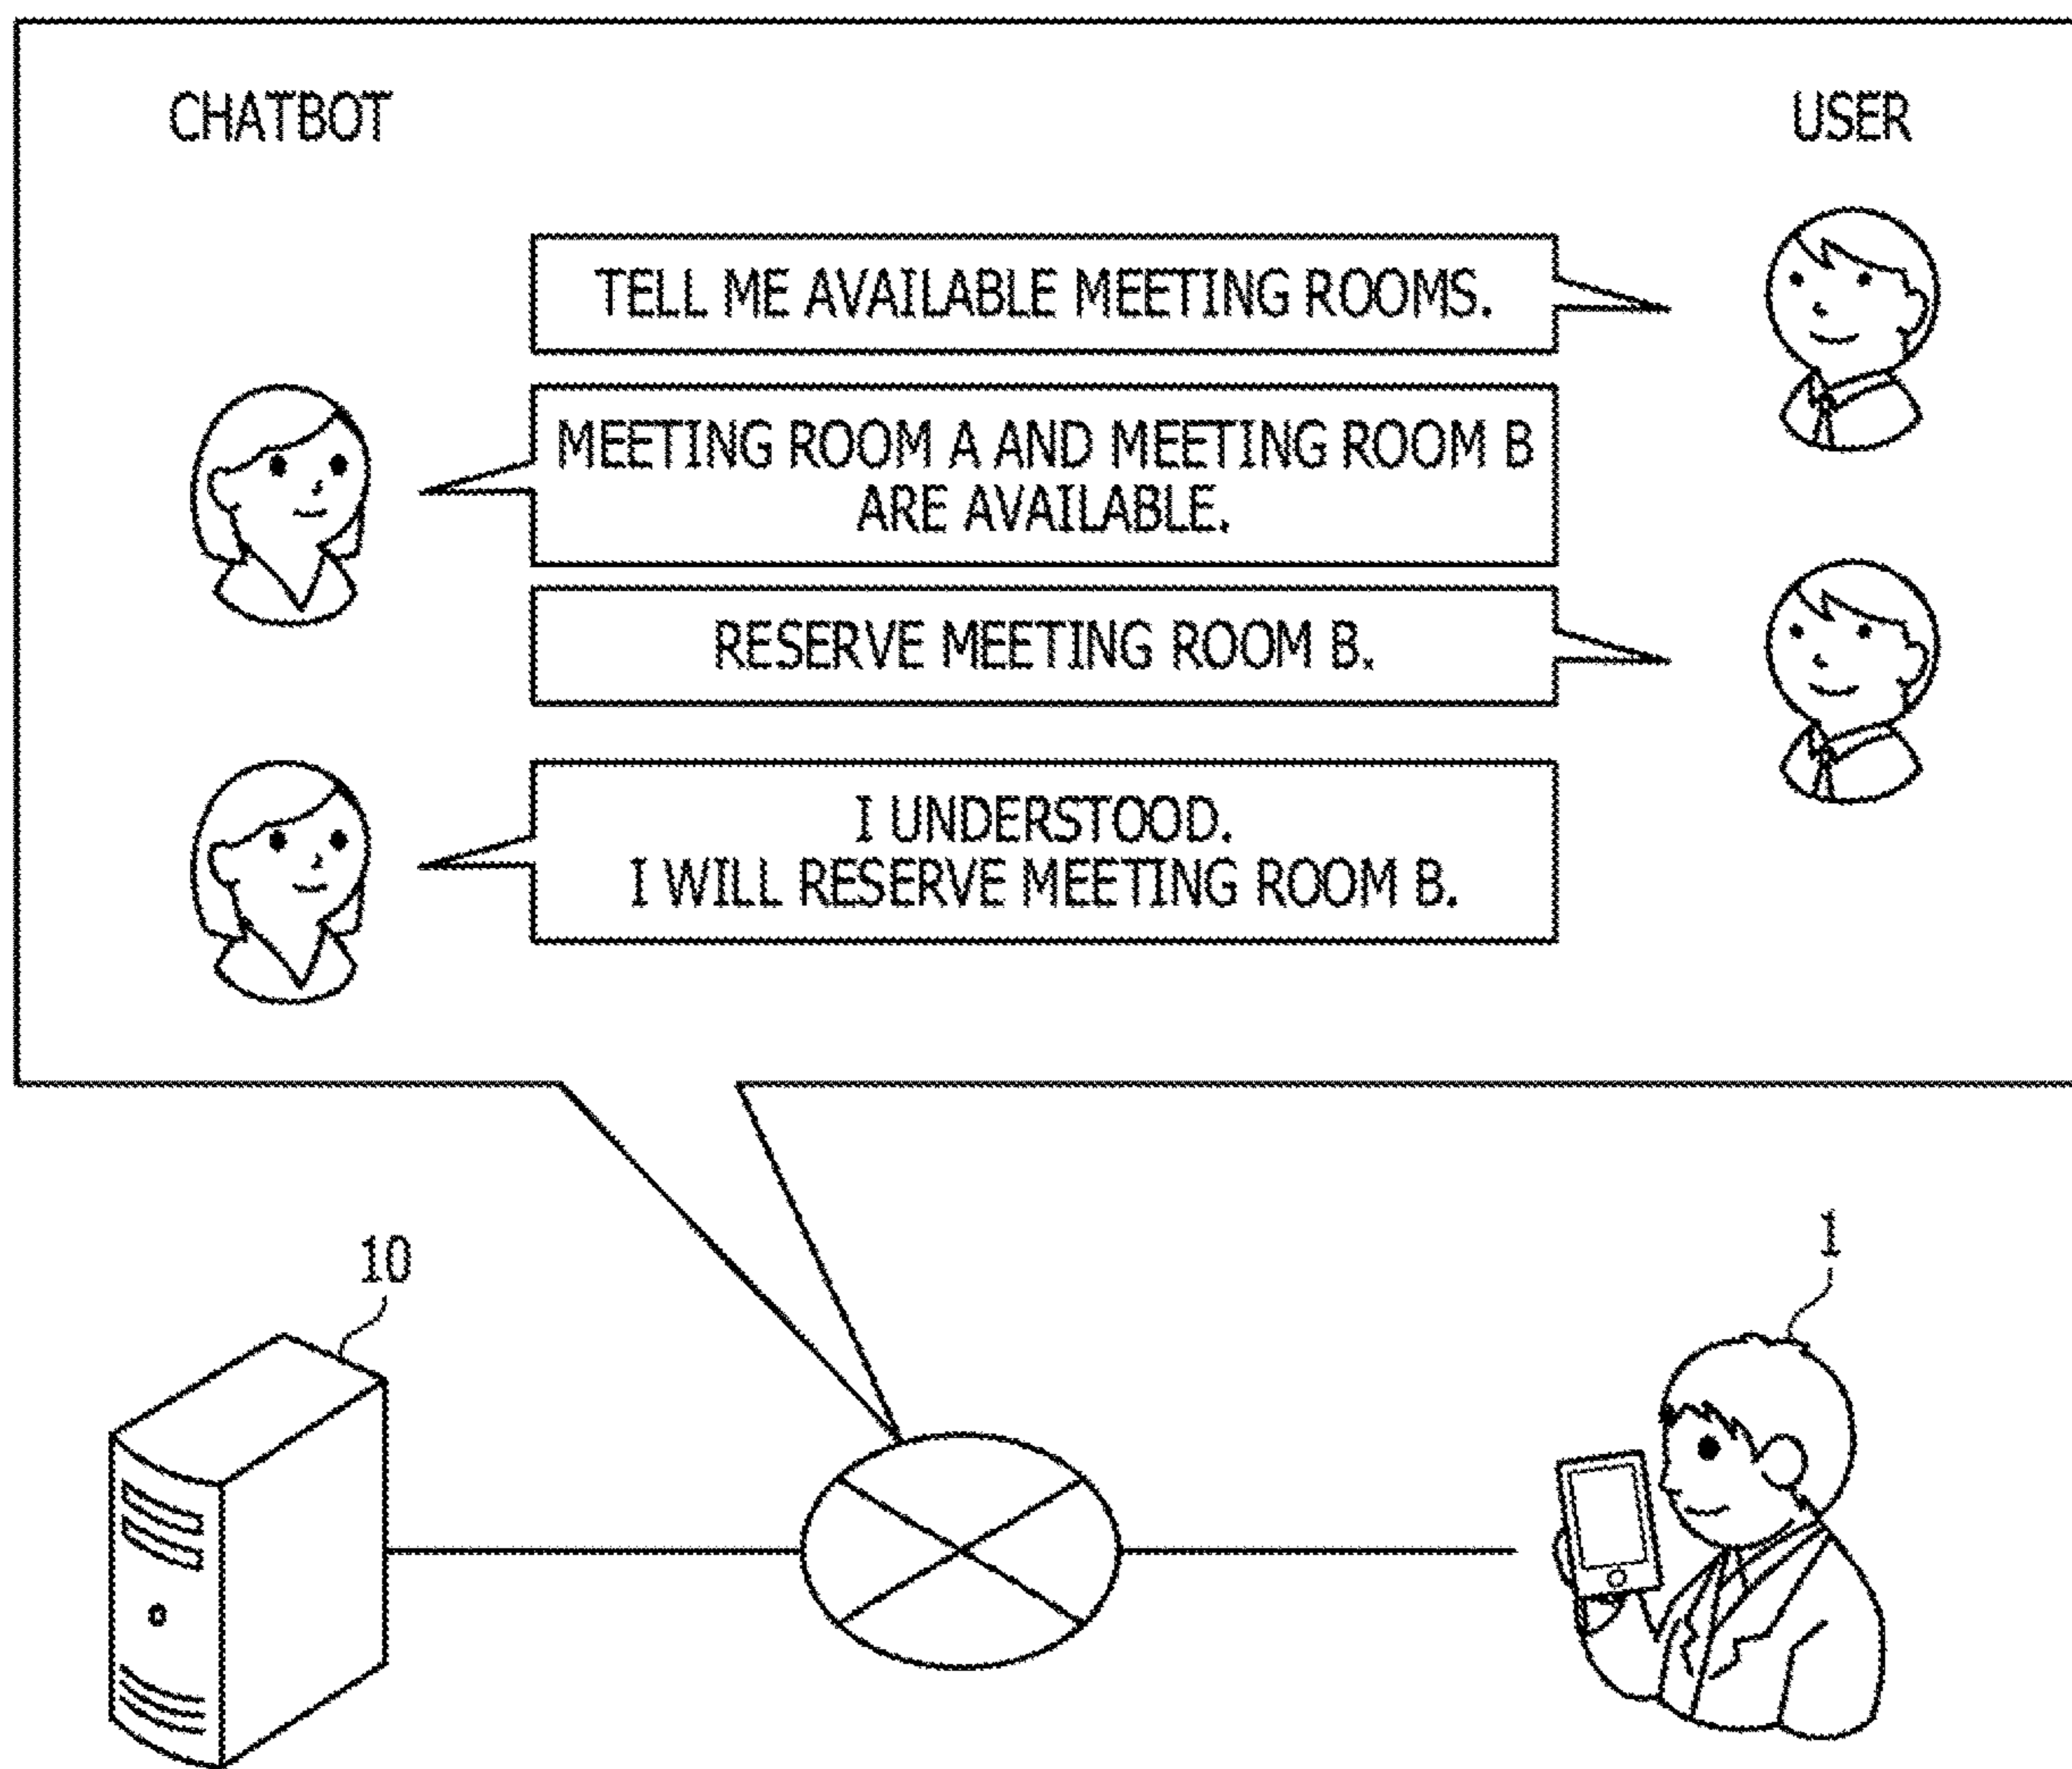 CHATBOT
USER
TELL ME AVAILABLE MEETING ROOMS.
MEETING ROOM A AND MEETING ROOM B
ARE AVAILABLE.
RESERVE MEETING ROOM B.
I UNDERSTOOD.
I WILL RESERVE MEETING ROOM B.
10
1